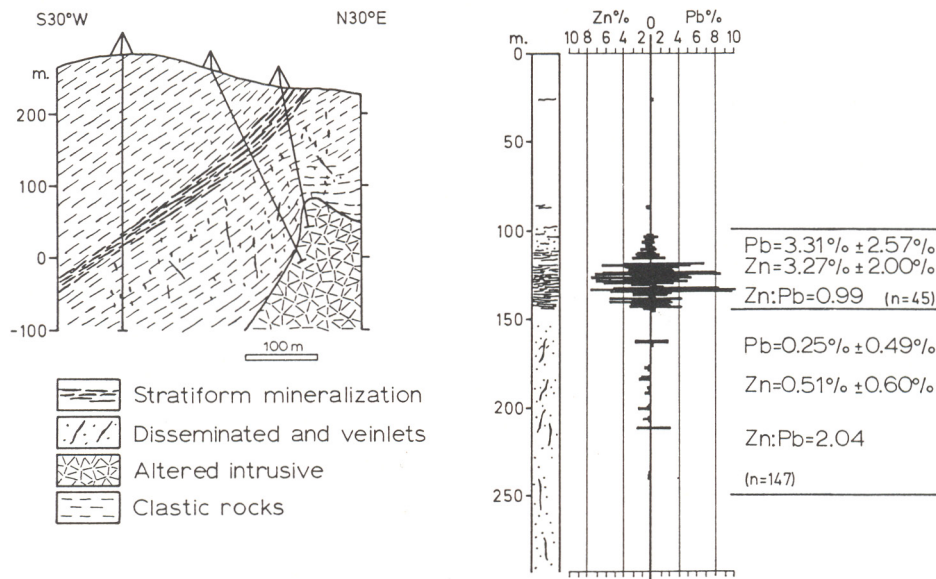 S30°W N30°E
m.
200
100
0
-100
100 m
Stratiform mineralization
Disseminated and veinlets
Altered intrusive
Clastic rocks
Zn% 0 Pb%
m. 10 8 6 4 2 2 4 6 8 10
0
50
100
150
200
250
Pb=3.31% ±2.57%
Zn=3.27% ±2.00%
Zn:Pb=0.99 (n=45)
Pb=0.25% ±0.49%
Zn=0.51% ±0.60%
Zn:Pb=2.04
(n=147)